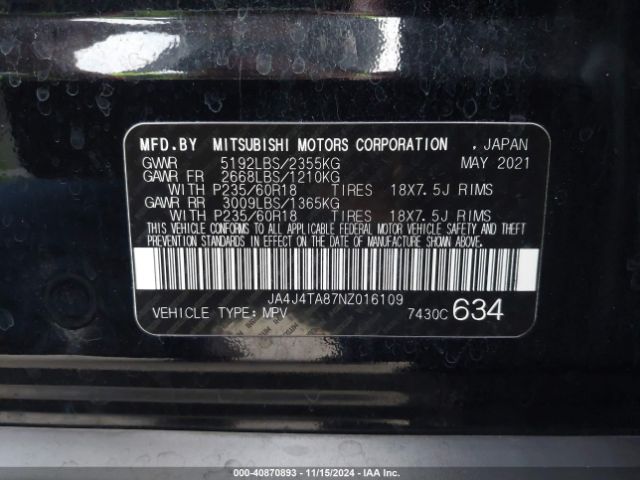 MFD.BY MITSUBISHI MOTORS CORPORATION , JAPAN
GVWR 5192LBS/2355KG MAY 2021
GAWR FR 2668LBS/1210KG
WITH P235/60R18 TIRES 18X7.5J RIMS
GAWR RR 3009LBS/1365KG
WITH P235/60R18 TIRES 18X7.5J RIMS
THIS VEHICLE CONFORMS TO ALL APPLICABLE FEDERAL MOTOR VEHICLE SAFETY AND THEFT
PREVENTION STANDARDS IN EFFECT ON THE DATE OF MANUFACTURE SHOWN ABOVE.
JA4J4TA87NZ016109
VEHICLE TYPE: MPV 7430C 634
000-40870893 - 11/15/2024 - IAA Inc.